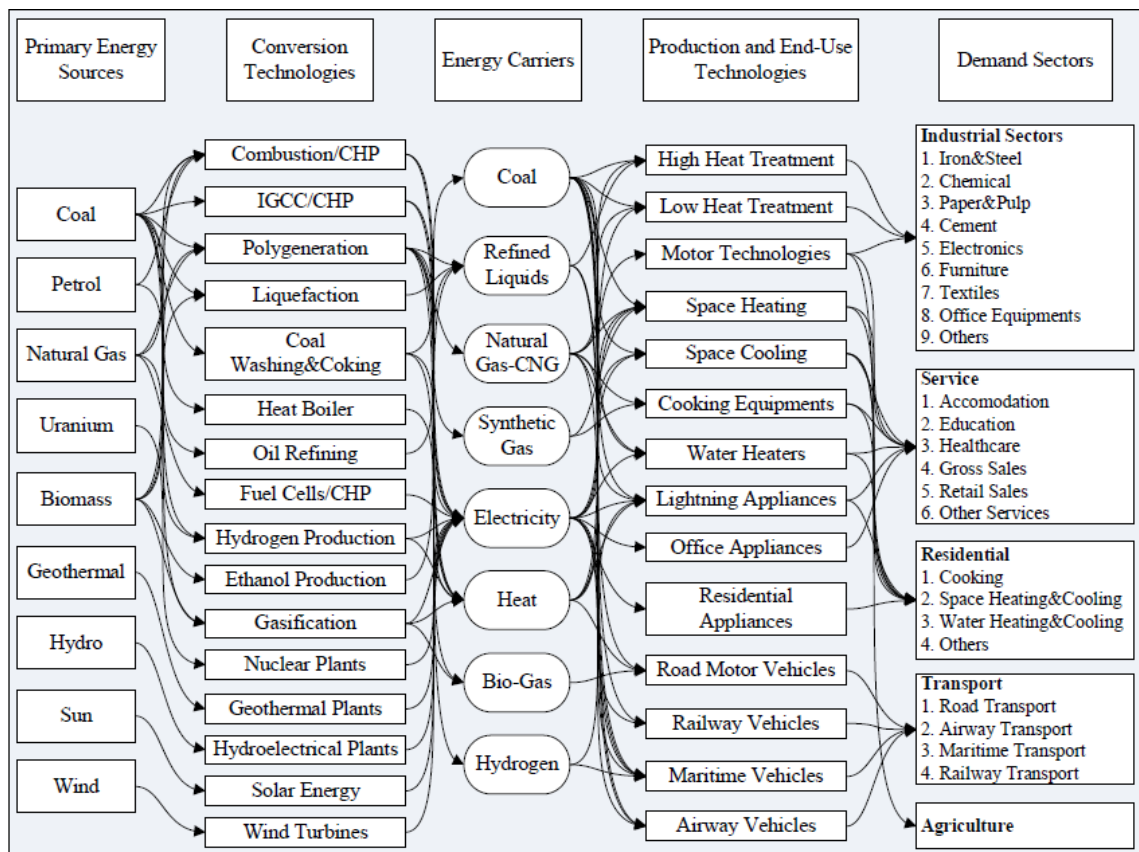 Primary Energy
Sources
Conversion
Technologies
Energy Carriers
Production and End-Use
Technologies
Demand Sectors
Coal
Petrol
Natural Gas
Uranium
Biomass
Geothermal
Hydro
Sun
Wind
Combustion/CHP
IGCC/CHP
Polygeneration
Liquefaction
Coal
Washing&Coking
Heat Boiler
Oil Refining
Fuel Cells/CHP
Hydrogen Production
Ethanol Production
Gasification
Nuclear Plants
Geothermal Plants
Hydroelectrical Plants
Solar Energy
Wind Turbines
Coal
Refined
Liquids
Natural
Gas-CNG
Synthetic
Gas
Electricity
Heat
Bio-Gas
Hydrogen
High Heat Treatment
Low Heat Treatment
Motor Technologies
Space Heating
Space Cooling
Cooking Equipments
Water Heaters
Lightning Appliances
Office Appliances
Residential
Appliances
Road Motor Vehicles
Railway Vehicles
Maritime Vehicles
Airway Vehicles
Industrial Sectors
1. Iron&Steel
2. Chemical
3. Paper&Pulp
4. Cement
5. Electronics
6. Furniture
7. Textiles
8. Office Equipments
9. Others
Service
1. Accomodation
2. Education
3. Healthcare
4. Gross Sales
5. Retail Sales
6. Other Services
Residential
1. Cooking
2. Space Heating&Cooling
3. Water Heating&Cooling
4. Others
Transport
1. Road Transport
2. Airway Transport
3. Maritime Transport
4. Railway Transport
Agriculture